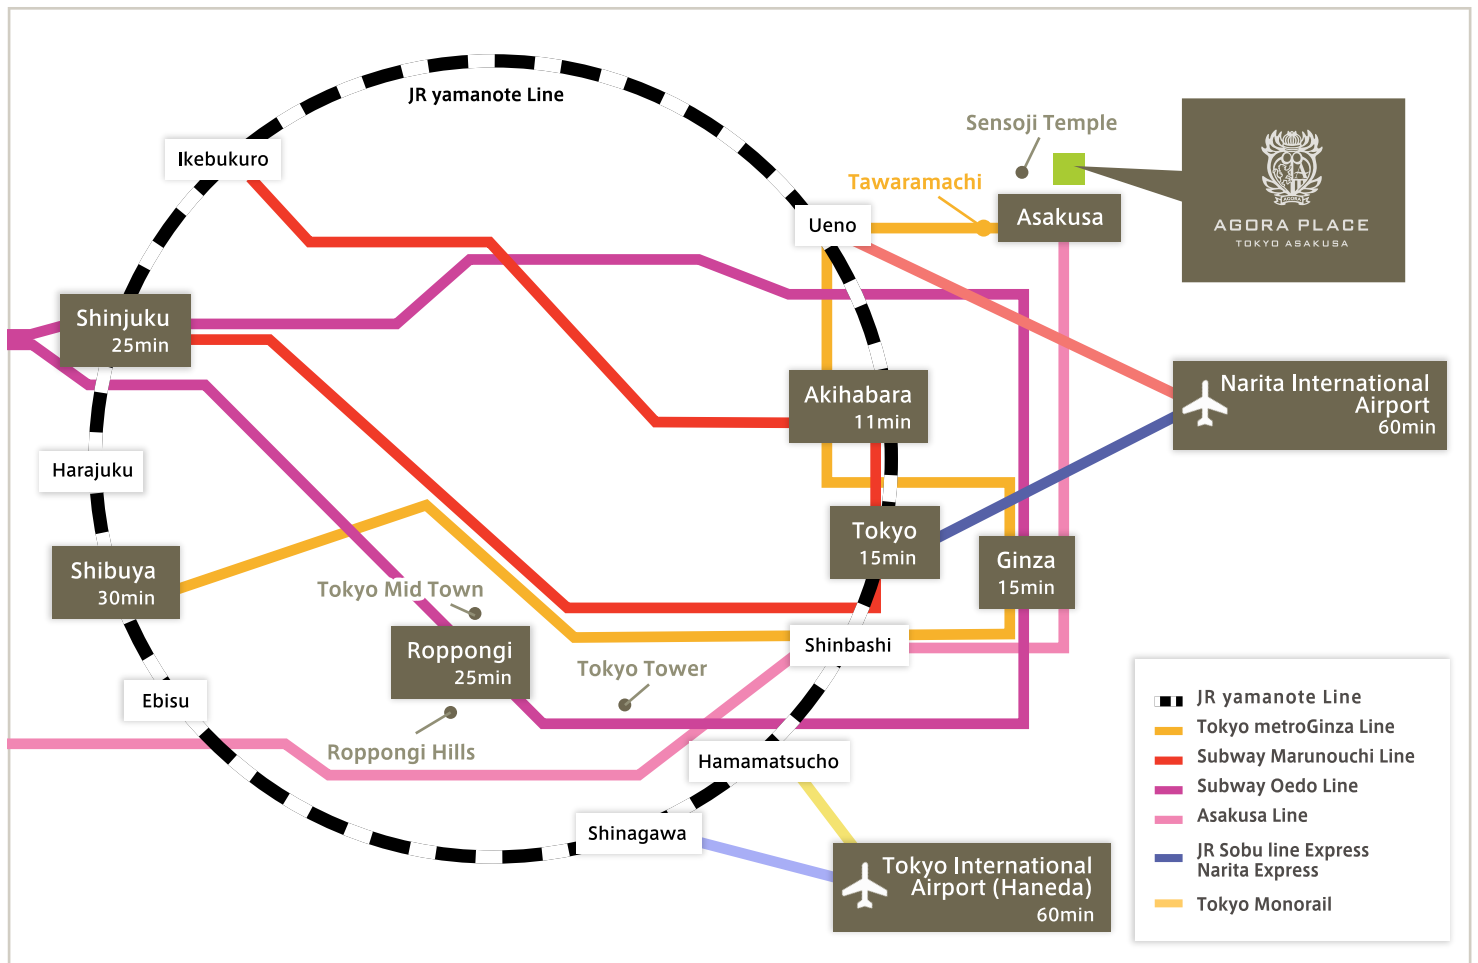 JR yamanote Line
Ikebukuro
Sensoji Temple
Tawaramachi
Ueno
Asakusa
AGORA PLACE
TOKYO ASAKUSA
Shinjuku
25min
Akihabara
11min
Narita International
Airport
60min
Harajuku
Tokyo
15min
Ginza
15min
Shibuya
30min
Tokyo Mid Town
Roppongi
25min
Shinbashi
Tokyo Tower
Ebisu
Roppongi Hills
Hamamatsucho
Shinagawa
Tokyo International
Airport (Haneda)
60min
JR yamanote Line
Tokyo metroGinza Line
Subway Marunouchi Line
Subway Oedo Line
Asakusa Line
JR Sobu line Express
Narita Express
Tokyo Monorail